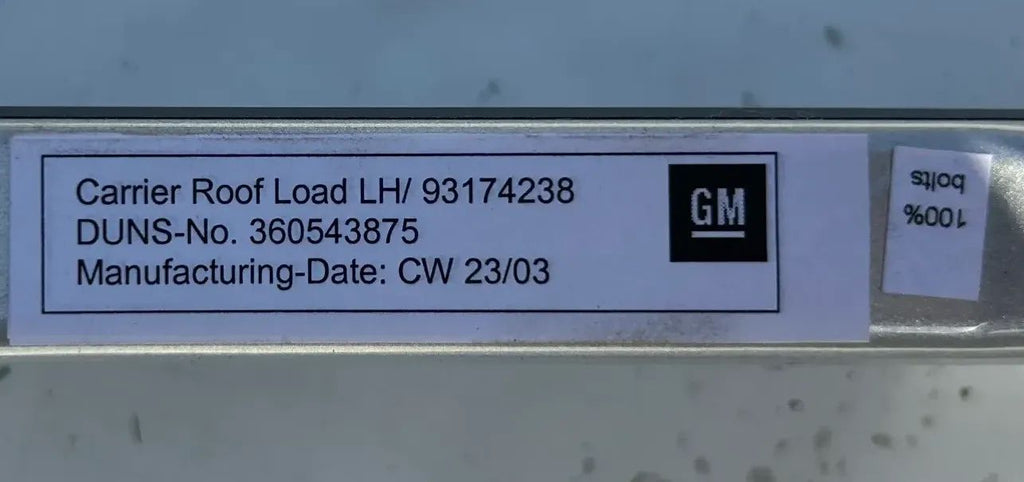 Carrier Roof Load LH/ 93174238
DUNS-No. 360543875
Manufacturing-Date: CW 23/03
GM
100%
bolts